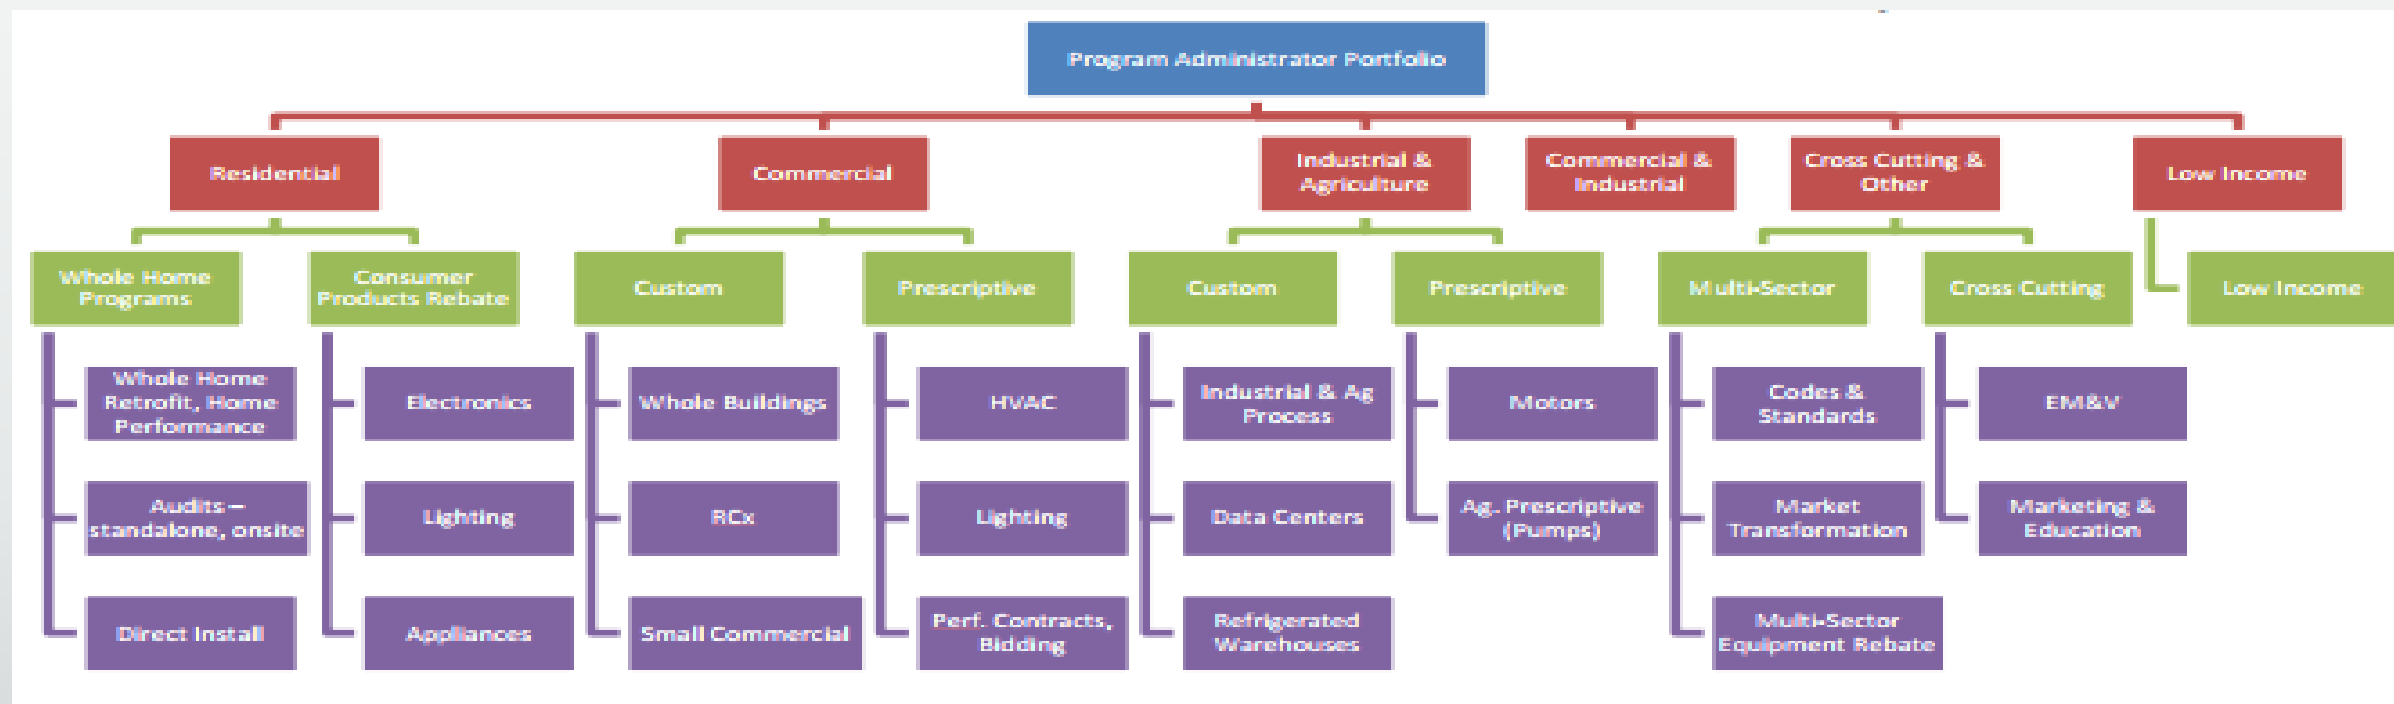 Program Administrator Portfolio
Residential
Commercial
Industrial &
Agriculture
Commercial &
Industrial
Cross Cutting &
Other
Low Income
Whole Home
Programs
Consumer
Products Rebate
Custom
Prescriptive
Custom
Prescriptive
Multi-Sector
Cross Cutting
Low Income
Whole Home
Retrofit, Home
Performance
Electronics
Whole Buildings
HVAC
Industrial & Ag
Process
Motors
Codes &
Standards
EM&V
Audits –
standalone, onsite
Lighting
RCx
Lighting
Data Centers
Ag. Prescriptive
(Pumps)
Market
Transformation
Marketing &
Education
Direct Install
Appliances
Small Commercial
Perf. Contracts,
Bidding
Refrigerated
Warehouses
Multi-Sector
Equipment Rebate